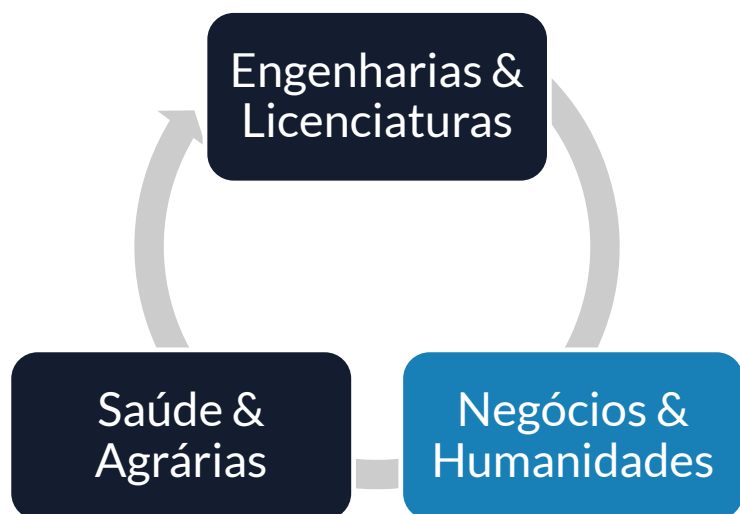 Engenharias &
Licenciaturas
Saúde &
Agrárias
Negócios &
Humanidades